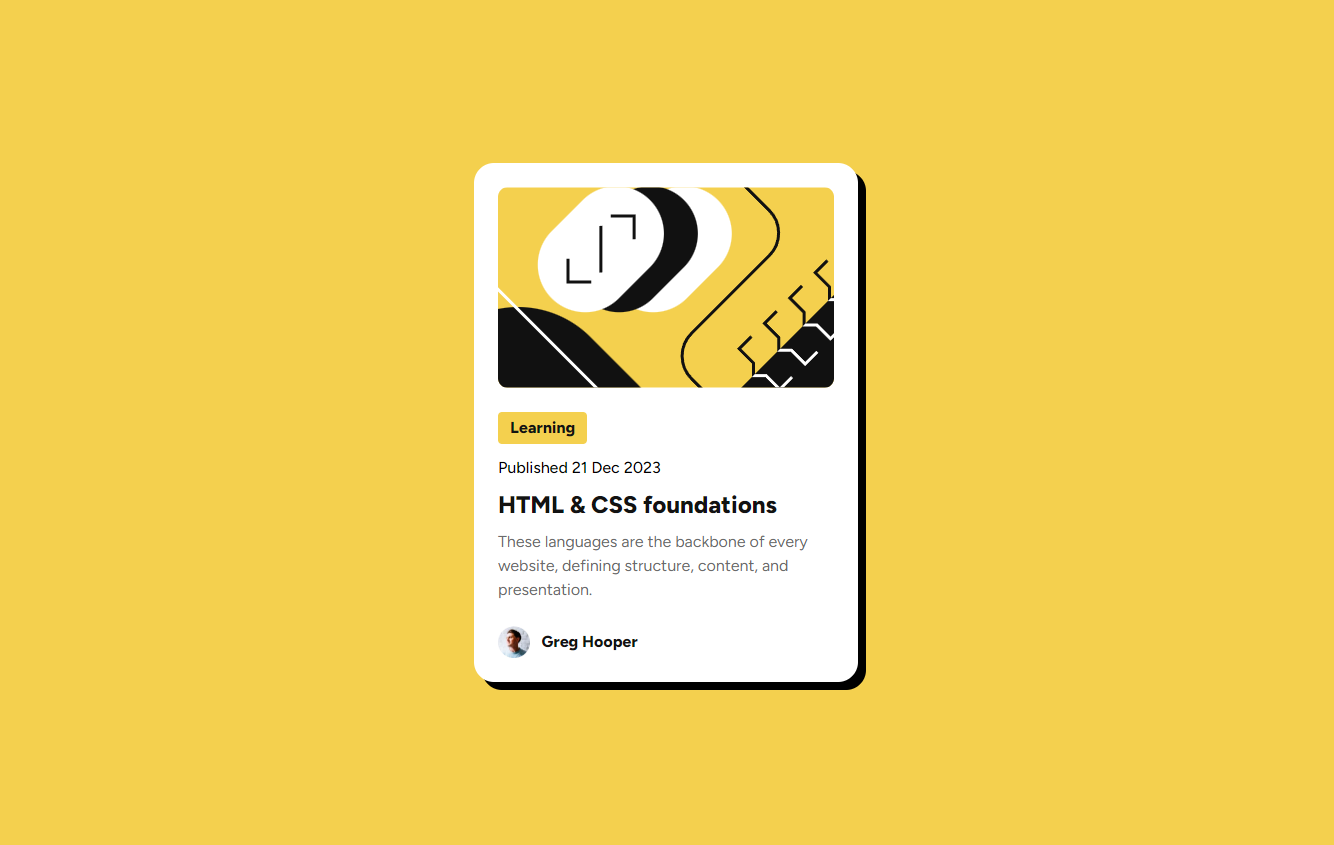 Learning
Published 21 Dec 2023
HTML & CSS foundations
These languages are the backbone of every
website, defining structure, content, and
presentation.
Greg Hooper